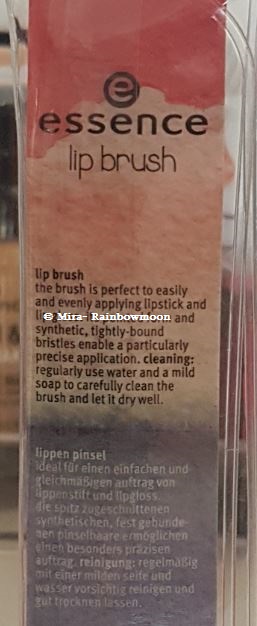 e
essence
lip brush
lip brush
the brush is perfect to easily
and evenly applying lipstick and
© Mira- Rainbowmoon
and
synthetic, tightly-bound
bristles enable a particularly
precise application. cleaning:
regularly use water and a mild
soap to carefully clean the
brush and let it dry well.
lippen pinsel
ideal für einen einfachen und
gleichmäßigen auftrag von
lippenstift und lipgloss.
die spitz zugeschnittenen
synthetischen, fest gebunde-
nen pinselhaare ermöglichen
einen besonders präzisen
auftrag. reinigung: regelmäßig
mit einer milden seife und
wasser vorsichtig reinigen und
gut trocknen lassen.